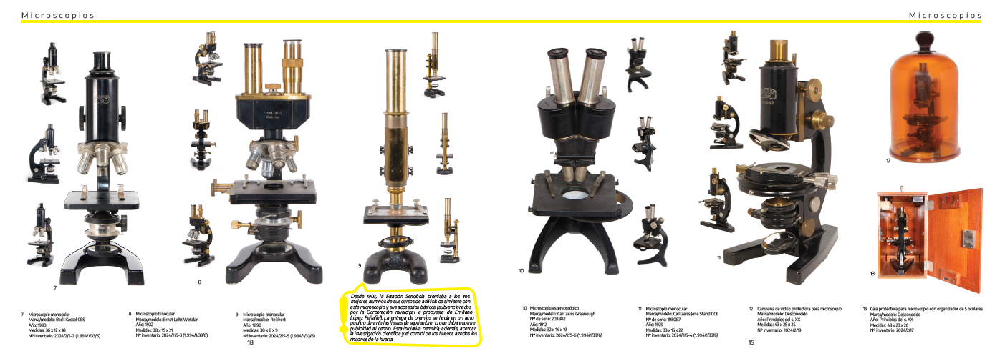 Microscopios
Microscopios
Ernst Leitz
Wetzlar
7
8
9
10
11
12
13
Desde 1903, la Estación Sericícola premiaba a los tres
mejores alumnos de sus cursos de análisis de simiente con
este microscopio y sus accesorios básicos (subvencionados
por la Corporación municipal a propuesta de Emiliano
López Peñafiel). La entrega de premios se hacía en un acto
público durante las fiestas de septiembre, lo que daba enorme
publicidad al centro. Esta iniciativa permitía, además, acercar
la investigación científica y el control de los huevos a todos los
rincones de la huerta.
7 Microscopio monocular
Marca/modelo: Beck Kassel CBS
Año: 1930
Medidas: 36 x 12 x 18
Nº inventario: 2024/2/5-2 (1.994/1/33/6)
8 Microscopio binocular
Marca/modelo: Ernst Leitz Wetzlar
Año: 1932
Medidas: 38 x 15 x 21
Nº inventario: 2024/2/5-3 (1.994/1/33/6)
9 Microscopio monocular
Marca/modelo: Reichert
Año: 1890
Medidas: 30 x 8 x 9
Nº inventario: 2024/2/5-5 (1.994/1/33/6)
18
10 Microscopio estereoscópico
Marca/modelo: Carl Zeiss Greenough
Nº de serie: 203882
Año: 1912
Medidas: 32 x 14 x 19
Nº inventario: 2024/2/5-6 (1.994/1/33/6)
11 Microscopio monocular
Marca/modelo: Carl Zeiss Jena Stand GCE
Nº de serie: 195087
Año: 1929
Medidas: 33 x 15 x 22
Nº inventario: 2024/2/5-4 (1.994/1/33/6)
12 Campana de vidrio protectora para microscopio
Marca/modelo: Desconocido
Año: Principios del s. XX
Medidas: 43 x 25 x 25
Nº inventario: 2024/2/19
13 Caja protectora para microscopio con organizador de 5 oculares
Marca/modelo: Desconocido
Año: Principios del s. XX
Medidas: 43 x 23 x 26
Nº inventario: 2024/2/17
19